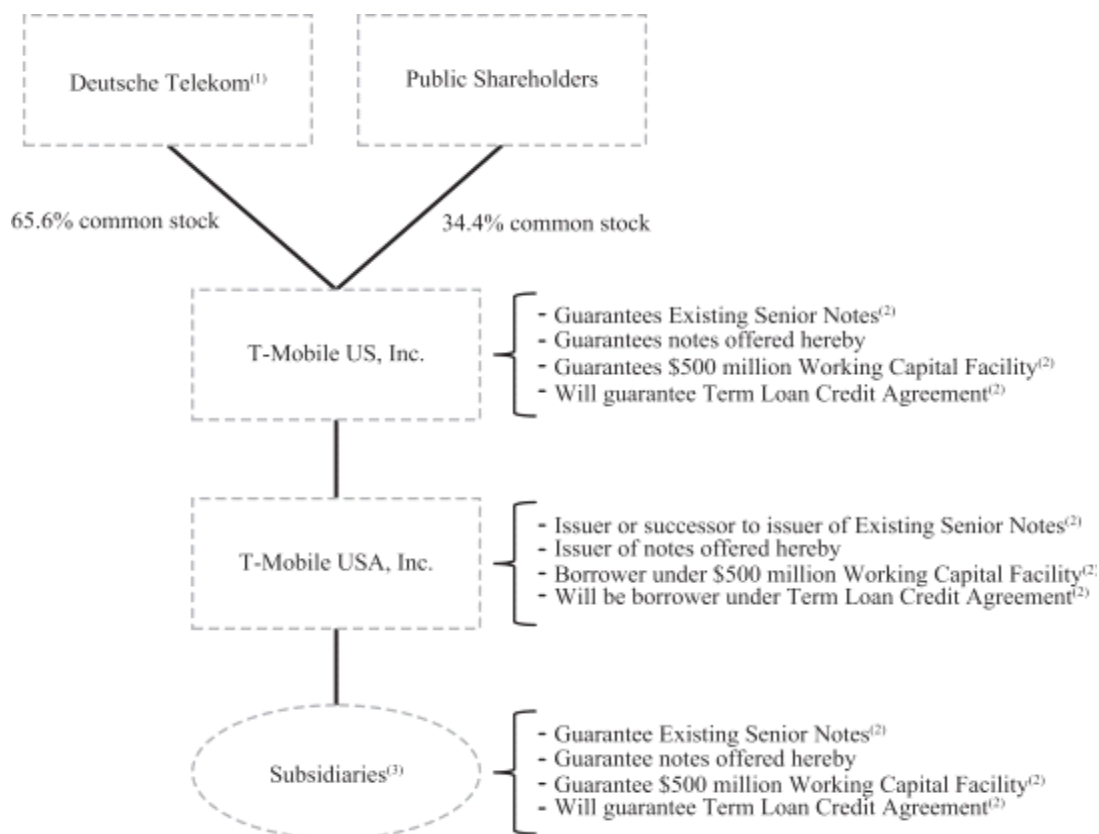 Deutsche Telekom(1)
Public Shareholders
65.6% common stock
34.4% common stock
T-Mobile US, Inc.
- Guarantees Existing Senior Notes(2)
- Guarantees notes offered hereby
- Guarantees $500 million Working Capital Facility(2)
- Will guarantee Term Loan Credit Agreement(2)
T-Mobile USA, Inc.
- Issuer or successor to issuer of Existing Senior Notes(2)
- Issuer of notes offered hereby
- Borrower under $500 million Working Capital Facility(2)
- Will be borrower under Term Loan Credit Agreement(2)
Subsidiaries(3)
- Guarantee Existing Senior Notes(2)
- Guarantee notes offered hereby
- Guarantee $500 million Working Capital Facility(2)
- Will guarantee Term Loan Credit Agreement(2)